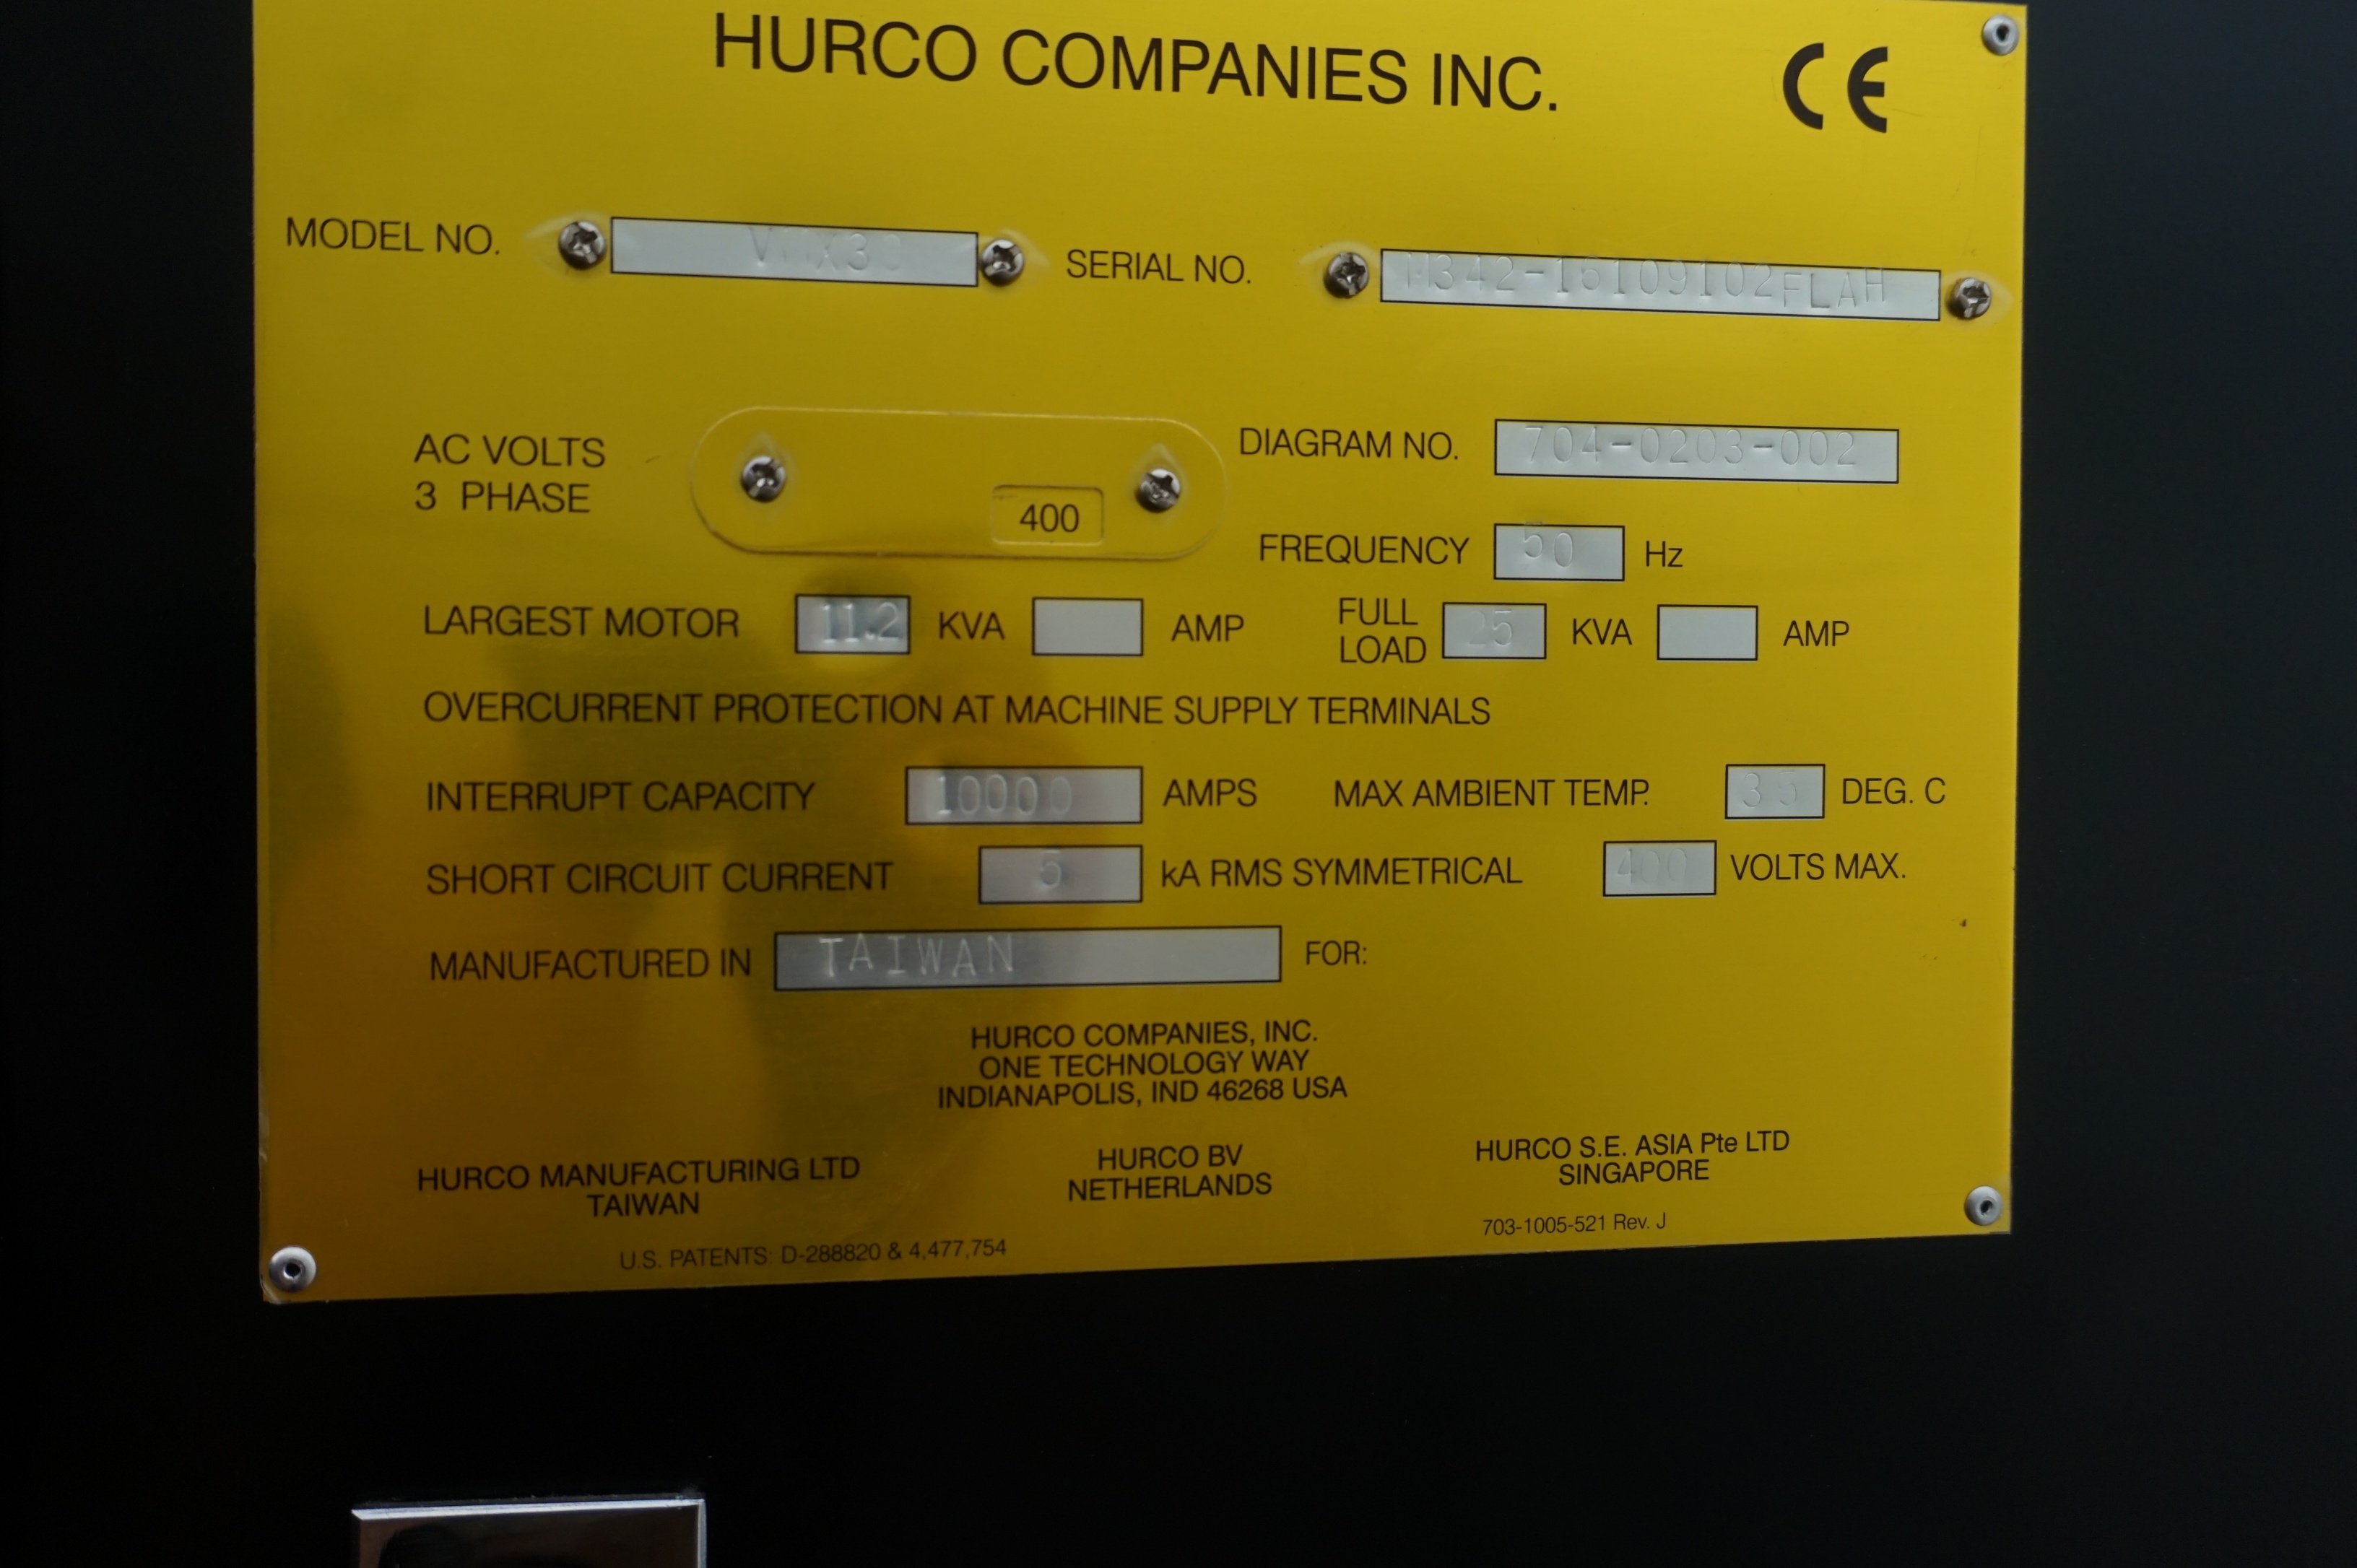 HURCO COMPANIES INC. CE
MODEL NO. SERIAL NO. M342-16109102FLAH
AC VOLTS
3 PHASE
400
DIAGRAM NO. 704-0203-002
FREQUENCY 50 Hz
LARGEST MOTOR 11.2 KVA AMP
FULL
LOAD 25 KVA AMP
OVERCURRENT PROTECTION AT MACHINE SUPPLY TERMINALS
INTERRUPT CAPACITY 10000 AMPS MAX AMBIENT TEMP. 35 DEG. C
SHORT CIRCUIT CURRENT 5 kA RMS SYMMETRICAL 400 VOLTS MAX.
MANUFACTURED IN TAIWAN FOR:
HURCO COMPANIES, INC.
ONE TECHNOLOGY WAY
INDIANAPOLIS, IND 46268 USA
HURCO MANUFACTURING LTD
TAIWAN
HURCO BV
NETHERLANDS
HURCO S.E. ASIA Pte LTD
SINGAPORE
703-1005-521 Rev. J
U.S. PATENTS: D-288820 & 4,477,754